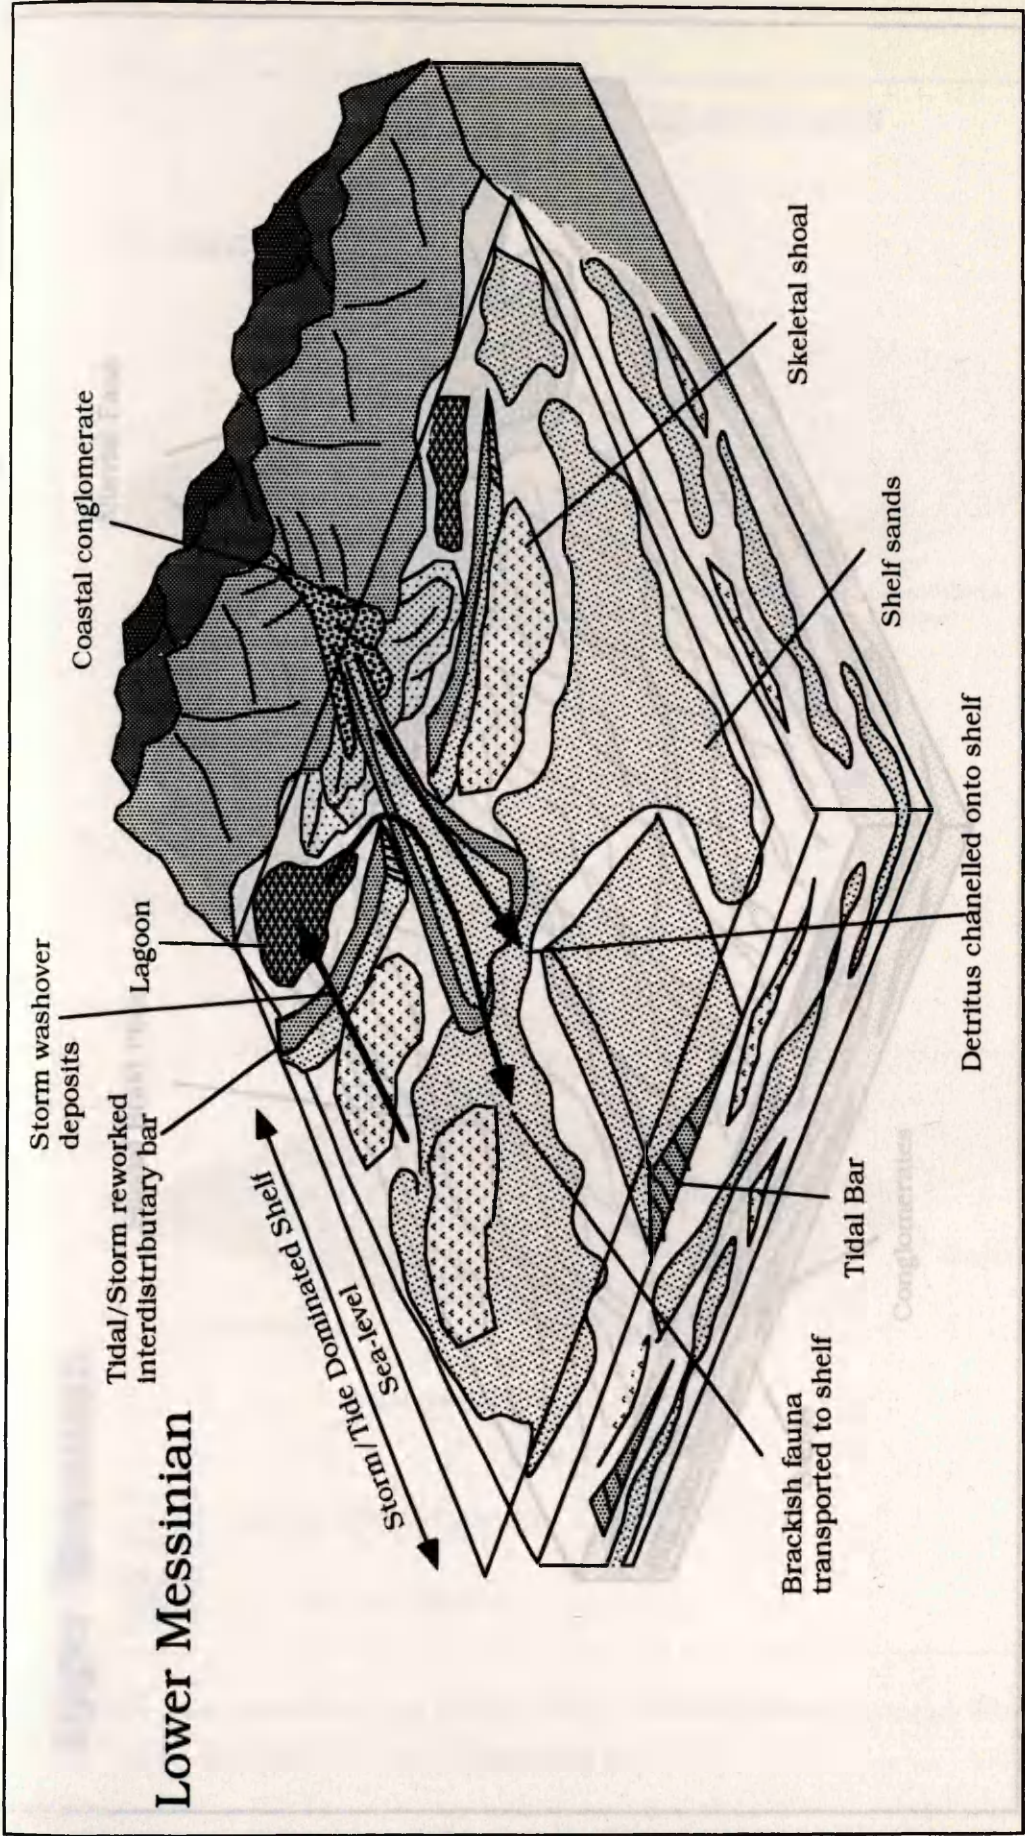 Lower Messinian
Storm washover
deposits
Tidal/Storm reworked
interdistributary bar
Lagoon
Coastal conglomerate
Storm/Tide Dominated Shelf
Sea-level
Brackish fauna
transported to shelf
Tidal Bar
Detritus chanelled onto shelf
Shelf sands
Skeletal shoal
Conglomerates